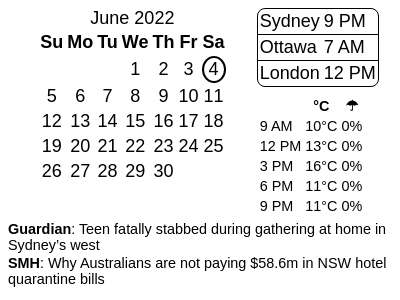 June 2022
Su Mo Tu We Th Fr Sa
1 2 3 4
5 6 7 8 9 10 11
12 13 14 15 16 17 18
19 20 21 22 23 24 25
26 27 28 29 30
Sydney 9 PM
Ottawa 7 AM
London 12 PM
°C ☂
9 AM 10°C 0%
12 PM 13°C 0%
3 PM 16°C 0%
6 PM 11°C 0%
9 PM 11°C 0%
Guardian: Teen fatally stabbed during gathering at home in
Sydney’s west
SMH: Why Australians are not paying $58.6m in NSW hotel
quarantine bills